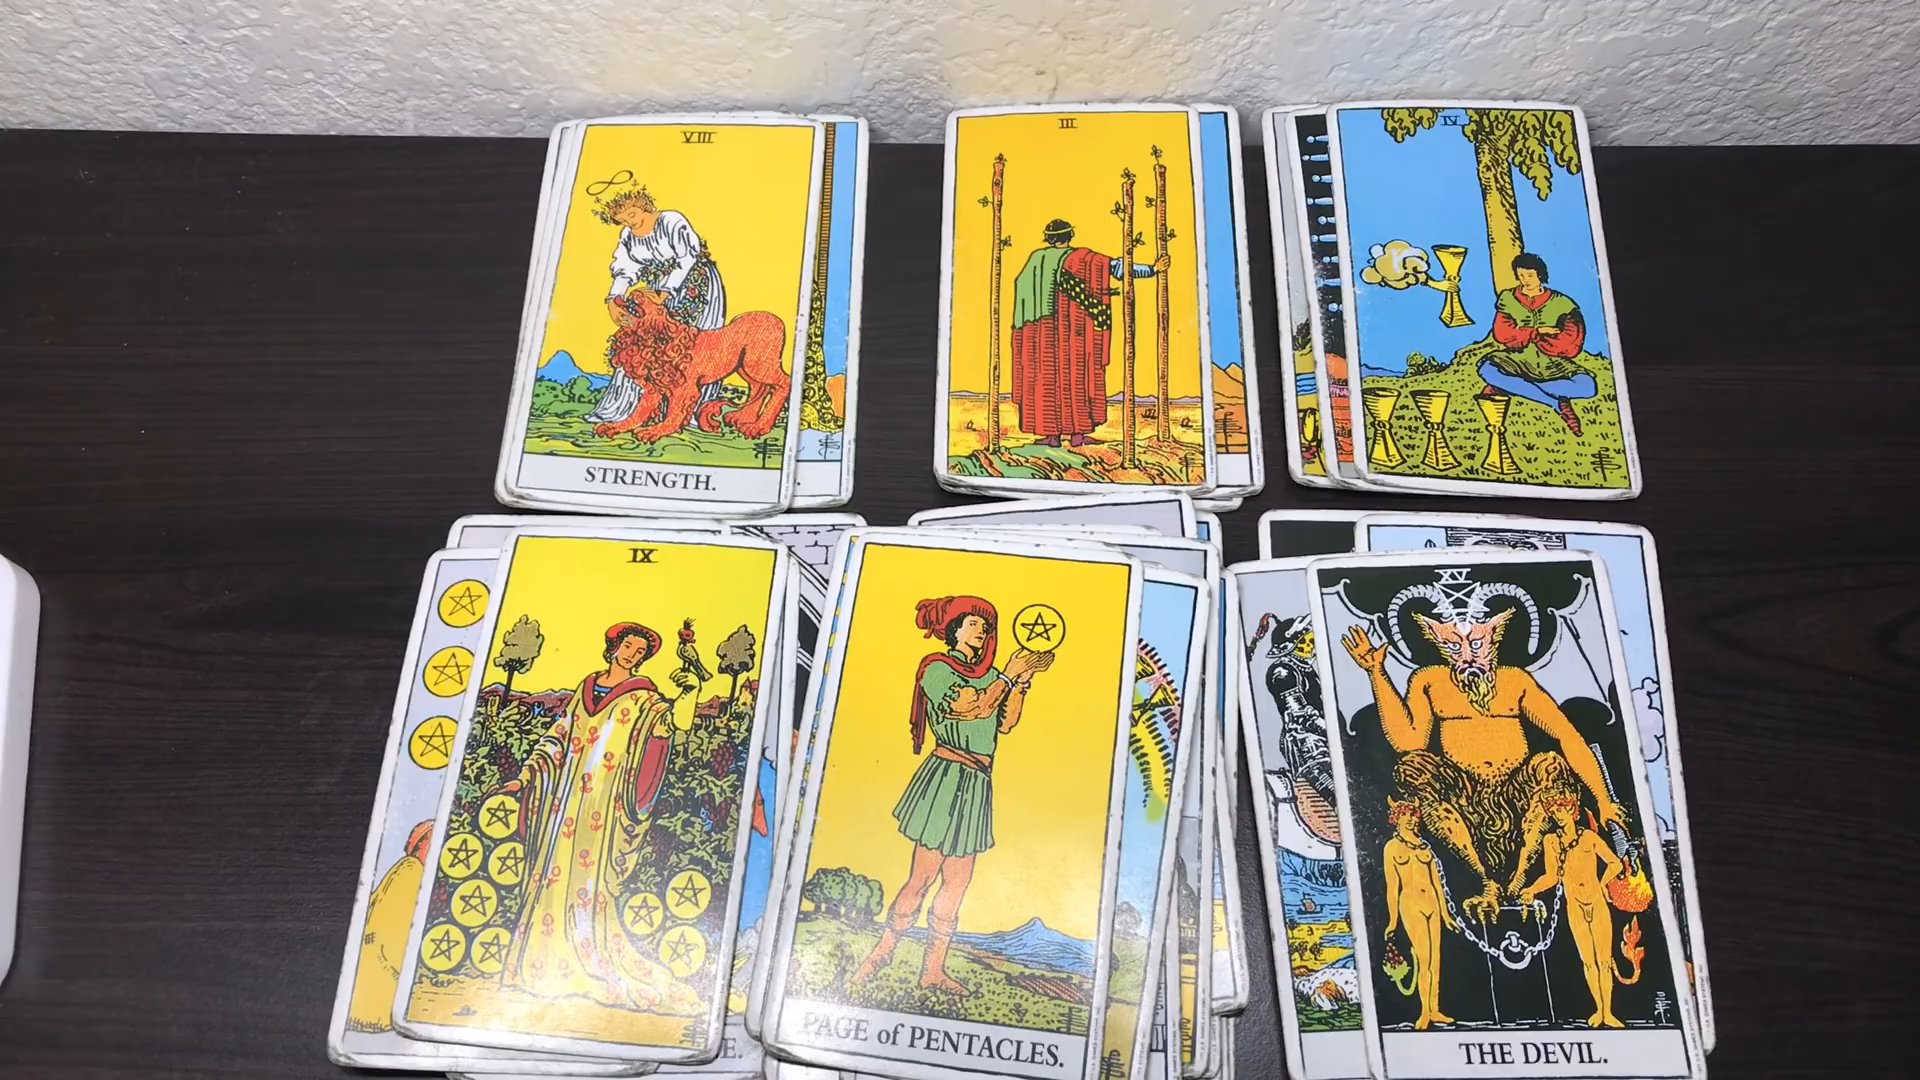 VIII
STRENGTH.
III
IV
.
IX
E.
PAGE of PENTACLES.
XV
THE DEVIL.